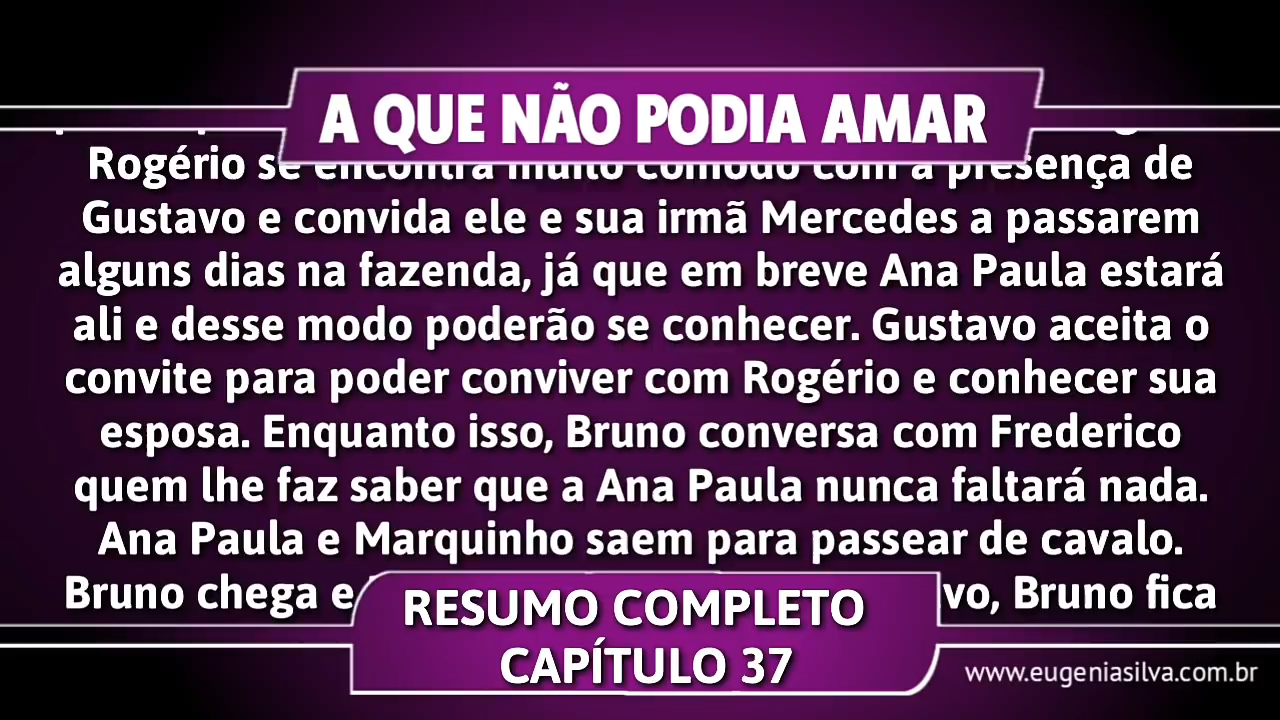 A QUE NÃO PODIA AMAR
Rogério se encontra muito cômodo com a presença de
Gustavo e convida ele e sua irmã Mercedes a passarem
alguns dias na fazenda, já que em breve Ana Paula estará
ali e desse modo poderão se conhecer. Gustavo aceita o
convite para poder conviver com Rogério e conhecer sua
esposa. Enquanto isso, Bruno conversa com Frederico
quem lhe faz saber que a Ana Paula nunca faltará nada.
Ana Paula e Marquinho saem para passear de cavalo.
Bruno chega e vo, Bruno fica
RESUMO COMPLETO
CAPÍTULO 37
www.eugeniasilva.com.br